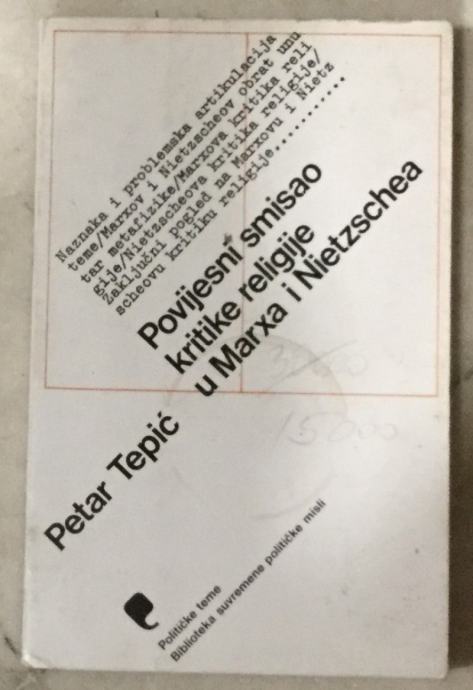 Naznaka i problemska artikulacija
teme/Marxov i Nietzscheov obrat unu
tar metafizike/Marxova kritika reli
gije/Nietzscheova kritika religije/
Zaključni pogled na Marxovu i Nietz
scheovu kritiku religije............
Povijesni smisao
kritike religije
u Marxa i Nietzschea
Petar Tepić
15000
Političke teme
Biblioteka suvremene političke misli